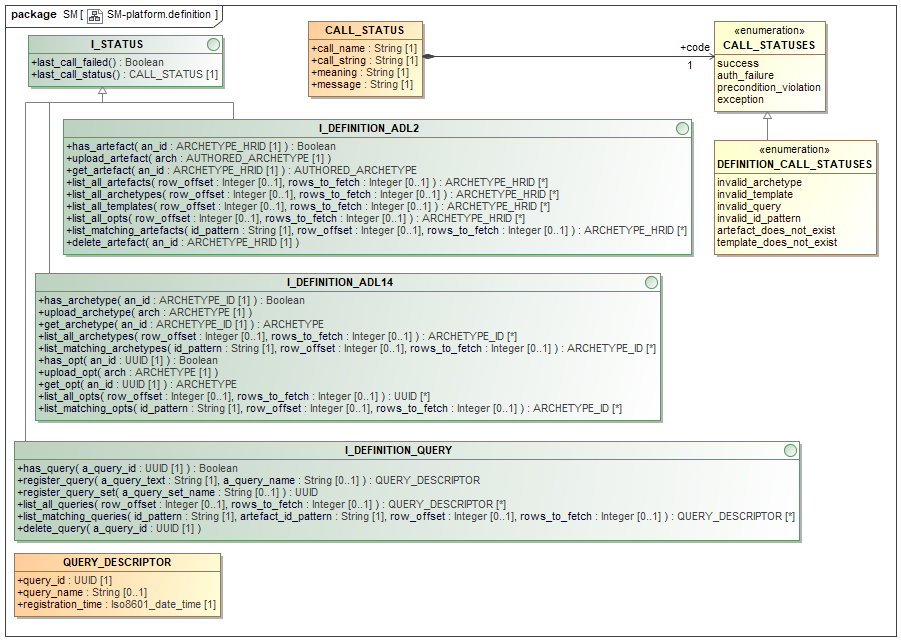 package SM [ SM-platform.definition ]
I_STATUS
+last_call_failed() : Boolean
+last_call_status() : CALL_STATUS [1]
CALL_STATUS
+call_name : String [1]
+call_string : String [1]
+meaning : String [1]
+message : String [1]
+code
1
«enumeration»
CALL_STATUSES
success
auth_failure
precondition_violation
exception
«enumeration»
DEFINITION_CALL_STATUSES
invalid_archetype
invalid_template
invalid_query
invalid_id_pattern
artefact_does_not_exist
template_does_not_exist
I_DEFINITION_ADL2
+has_artefact( an_id : ARCHETYPE_HRID [1] ) : Boolean
+upload_artefact( arch : AUTHORED_ARCHETYPE [1] )
+get_artefact( an_id : ARCHETYPE_HRID [1] ) : AUTHORED_ARCHETYPE
+list_all_artefacts( row_offset : Integer [0..1], rows_to_fetch : Integer [0..1] ) : ARCHETYPE_HRID [*]
+list_all_archetypes( row_offset : Integer [0..1], rows_to_fetch : Integer [0..1] ) : ARCHETYPE_HRID [*]
+list_all_templates( row_offset : Integer [0..1], rows_to_fetch : Integer [0..1] ) : ARCHETYPE_HRID [*]
+list_all_opts( row_offset : Integer [0..1], rows_to_fetch : Integer [0..1] ) : ARCHETYPE_HRID [*]
+list_matching_artefacts( id_pattern : String [1], row_offset : Integer [0..1], rows_to_fetch : Integer [0..1] ) : ARCHETYPE_HRID [*]
+delete_artefact( an_id : ARCHETYPE_HRID [1] )
I_DEFINITION_ADL14
+has_archetype( an_id : ARCHETYPE_ID [1] ) : Boolean
+upload_archetype( arch : ARCHETYPE [1] )
+get_archetype( an_id : ARCHETYPE_ID [1] ) : ARCHETYPE
+list_all_archetypes( row_offset : Integer [0..1], rows_to_fetch : Integer [0..1] ) : ARCHETYPE_ID [*]
+list_matching_archetypes( id_pattern : String [1], row_offset : Integer [0..1], rows_to_fetch : Integer [0..1] ) : ARCHETYPE_ID [*]
+has_opt( an_id : UUID [1] ) : Boolean
+upload_opt( arch : ARCHETYPE [1] )
+get_opt( an_id : UUID [1] ) : ARCHETYPE
+list_all_opts( row_offset : Integer [0..1], rows_to_fetch : Integer [0..1] ) : UUID [*]
+list_matching_opts( id_pattern : String [1], row_offset : Integer [0..1], rows_to_fetch : Integer [0..1] ) : ARCHETYPE_ID [*]
I_DEFINITION_QUERY
+has_query( a_query_id : UUID [1] ) : Boolean
+register_query( a_query_text : String [1], a_query_name : String [0..1] ) : QUERY_DESCRIPTOR
+register_query_set( a_query_set_name : String [0..1] ) : UUID
+list_all_queries( row_offset : Integer [0..1], rows_to_fetch : Integer [0..1] ) : QUERY_DESCRIPTOR [*]
+list_matching_queries( id_pattern : String [1], artefact_id_pattern : String [1], row_offset : Integer [0..1], rows_to_fetch : Integer [0..1] ) : QUERY_DESCRIPTOR [*]
+delete_query( a_query_id : UUID [1] )
QUERY_DESCRIPTOR
+query_id : UUID [1]
+query_name : String [0..1]
+registration_time : Iso8601_date_time [1]